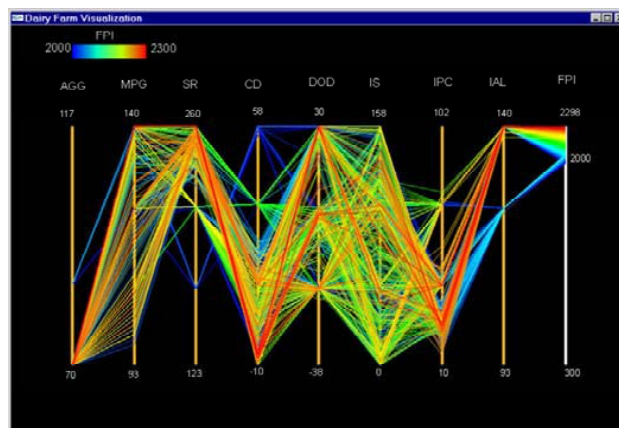 Dairy Farm Visualization
FPI
2000 2300
AGG MPG SR CD DOD IS IPC IAL FPI
117 140 260 58 30 158 102 140 2298
2000
70 93 123 -10 -38 0 10 93 300